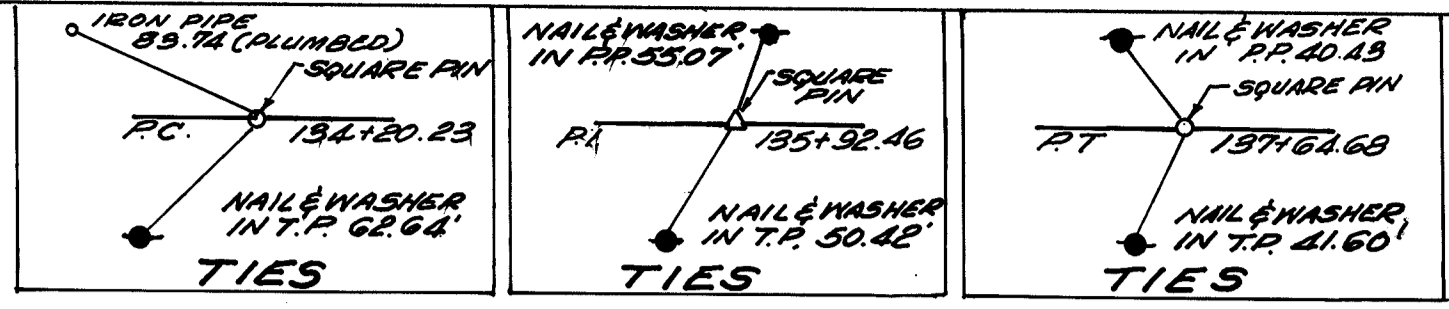 IRON PIPE
83.74 (PLUMBED)
SQUARE PIN
P.C. 134+20.23
NAIL & WASHER
IN T.P. 62.64'
TIES
NAIL & WASHER
IN P.P. 55.07'
SQUARE
PIN
P.I. 135+92.46
NAIL & WASHER
IN T.P. 50.42'
TIES
NAIL & WASHER
IN P.P. 40.43
SQUARE PIN
P.T 137+64.68
NAIL & WASHER
IN T.P. 41.60'
TIES